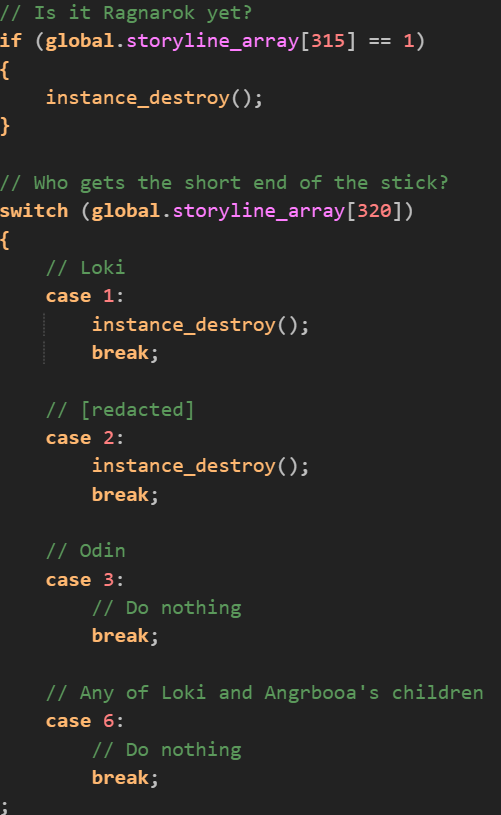 // Is it Ragnarok yet?
if (global.storyline_array[315] == 1)
{
    instance_destroy();
}

// Who gets the short end of the stick?
switch (global.storyline_array[320])
{
    // Loki
    case 1:
        instance_destroy();
        break;

    // [redacted]
    case 2:
        instance_destroy();
        break;

    // Odin
    case 3:
        // Do nothing
        break;

    // Any of Loki and Angrbooa's children
    case 6:
        // Do nothing
        break;
;